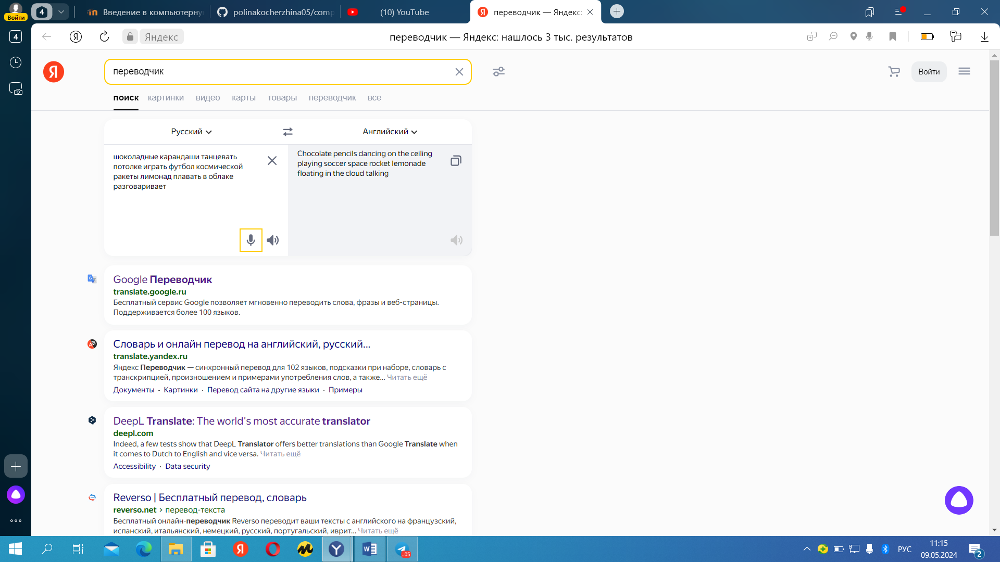 Войти
4
Введение в компьютерну
polinakocherzhina05/comp
(10) YouTube
переводчик — Яндекс:
4
Яндекс
переводчик — Яндекс: нашлось 3 тыс. результатов
переводчик
Войти
поиск картинки видео карты товары переводчик все
Русский
Английский
шоколадные карандаши танцевать
потолке играть футбол космической
ракеты лимонад плавать в облаке
разговаривает
Chocolate pencils dancing on the ceiling
playing soccer space rocket lemonade
floating in the cloud talking
Google Переводчик
translate.google.ru
Бесплатный сервис Google позволяет мгновенно переводить слова, фразы и веб-страницы.
Поддерживается более 100 языков.
Словарь и онлайн перевод на английский, русский...
translate.yandex.ru
Яндекс Переводчик — синхронный перевод для 102 языков, подсказки при наборе, словарь с
транскрипцией, произношением и примерами употребления слов, а также... Читать ещё
Документы · Картинки · Перевод сайта на другие языки · Примеры
DeepL Translate: The world's most accurate translator
deepl.com
Indeed, a few tests show that DeepL Translator offers better translations than Google Translate when
it comes to Dutch to English and vice versa. Читать ещё
Accessibility · Data security
Reverso | Бесплатный перевод, словарь
reverso.net › перевод-текста
Бесплатный онлайн-переводчик Reverso переводит ваши тексты с английского на французский,
испанский, итальянский, немецкий, русский, португальский, иврит... Читать ещё
РУС
11:15
09.05.2024
2